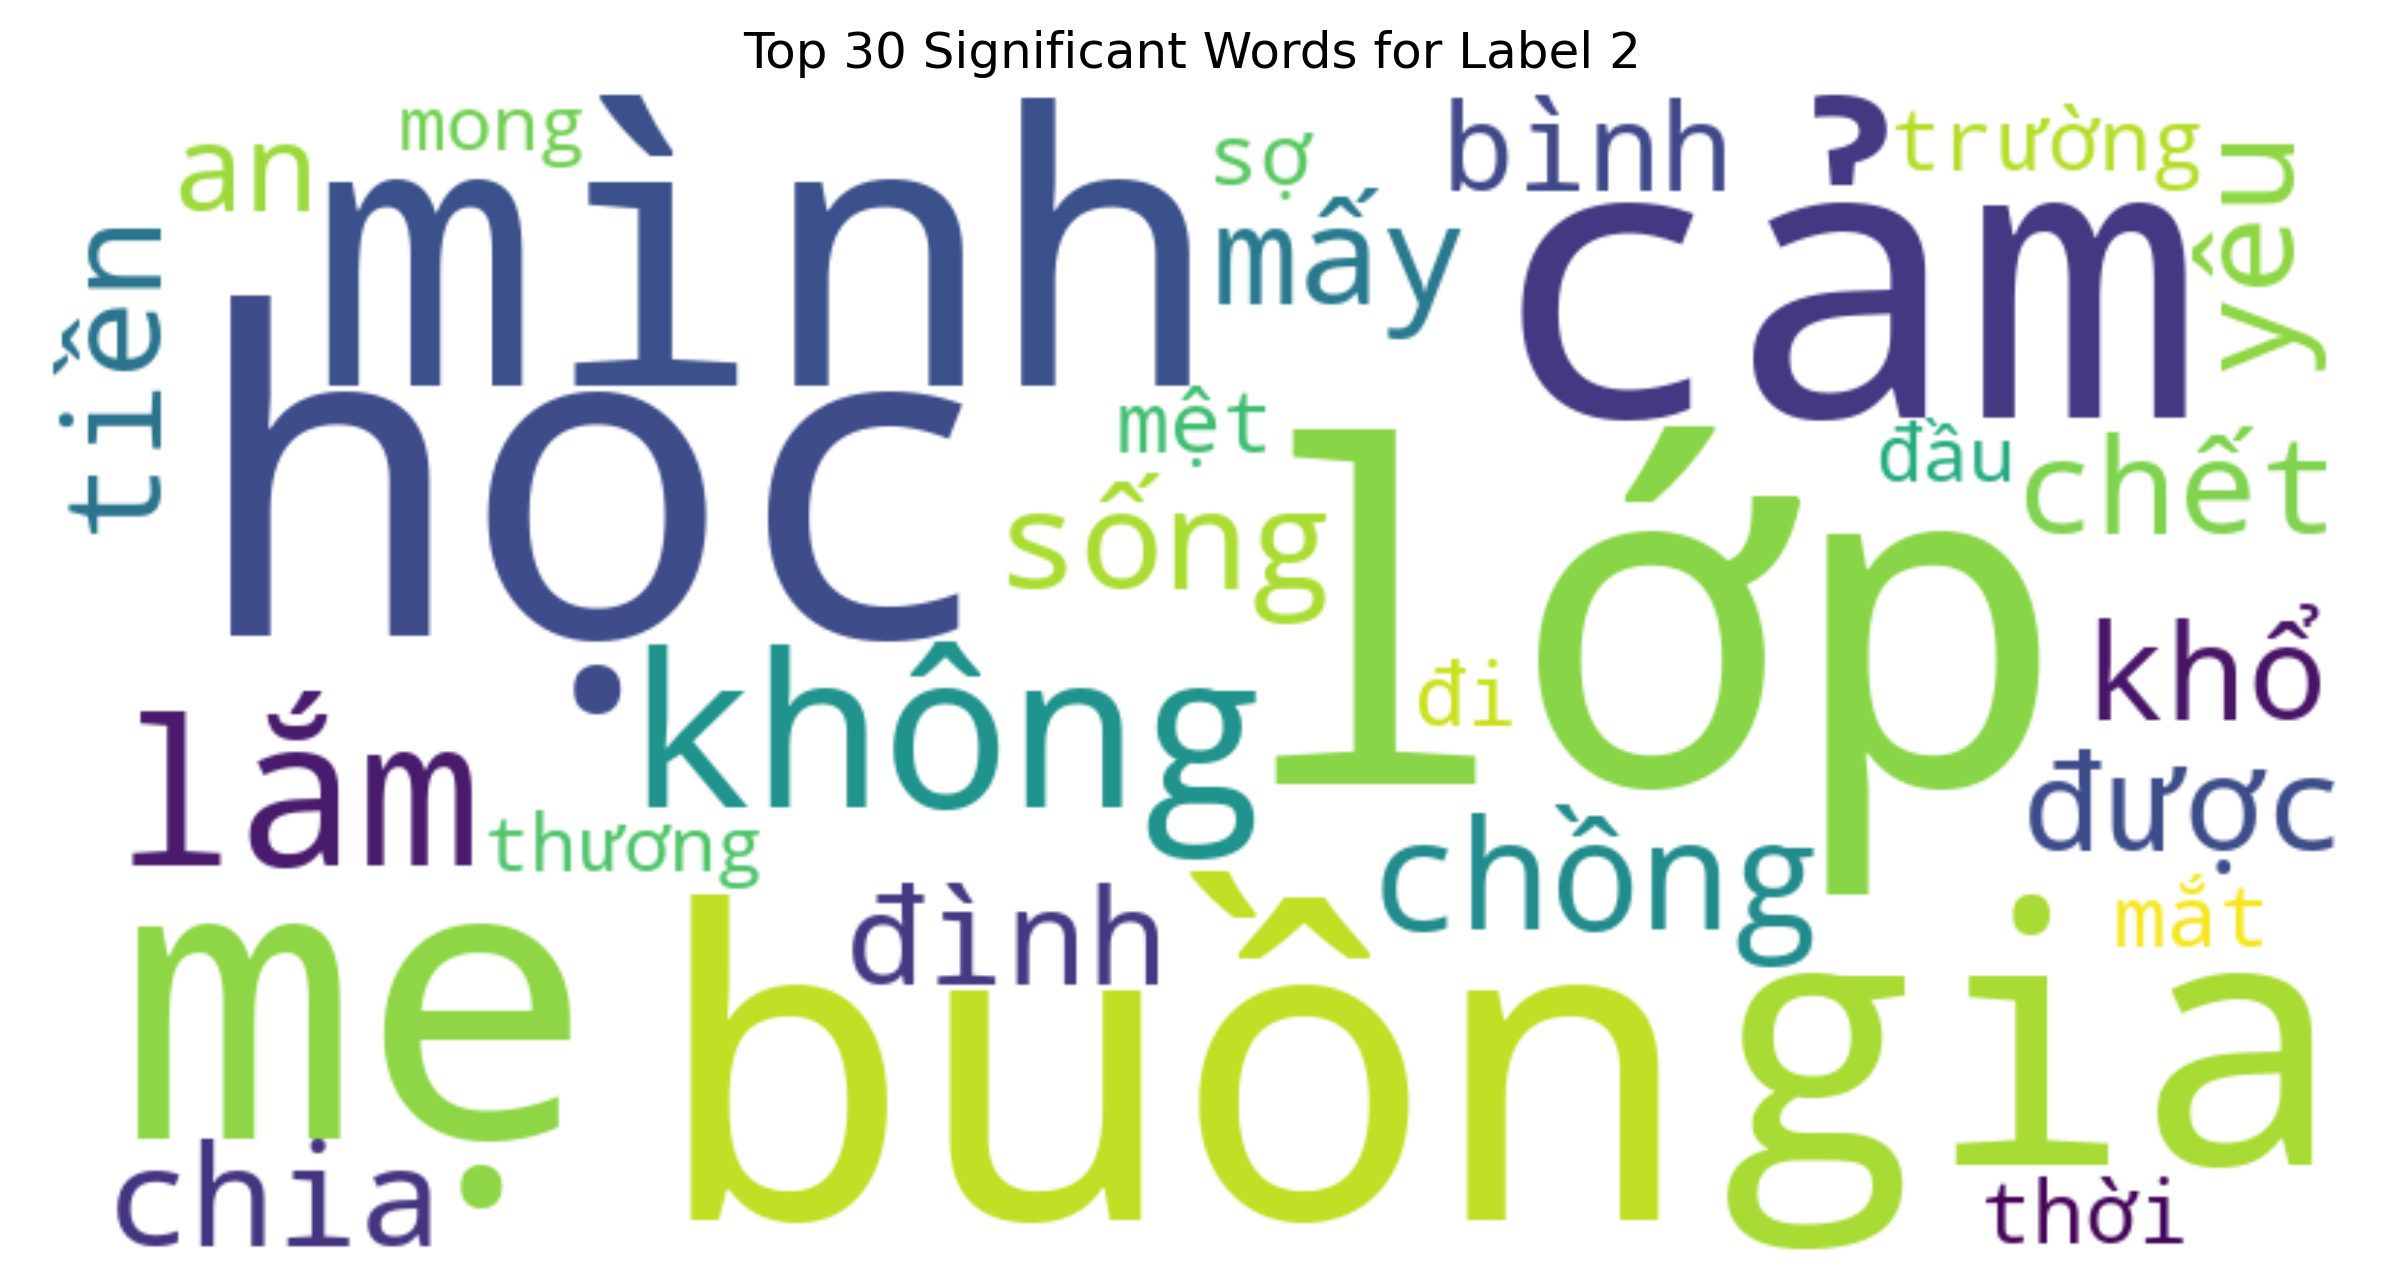 Top 30 Significant Words for Label 2
mong
an
mình
sợ
bình
trường
mấy
cảm
yêu
tiền
học
mệt
lớp
đầu
chết
sống
khổ
không
đi
lắm
được
thương
chồng
đình
mắt
mẹ
buồn
gia
chia
thời